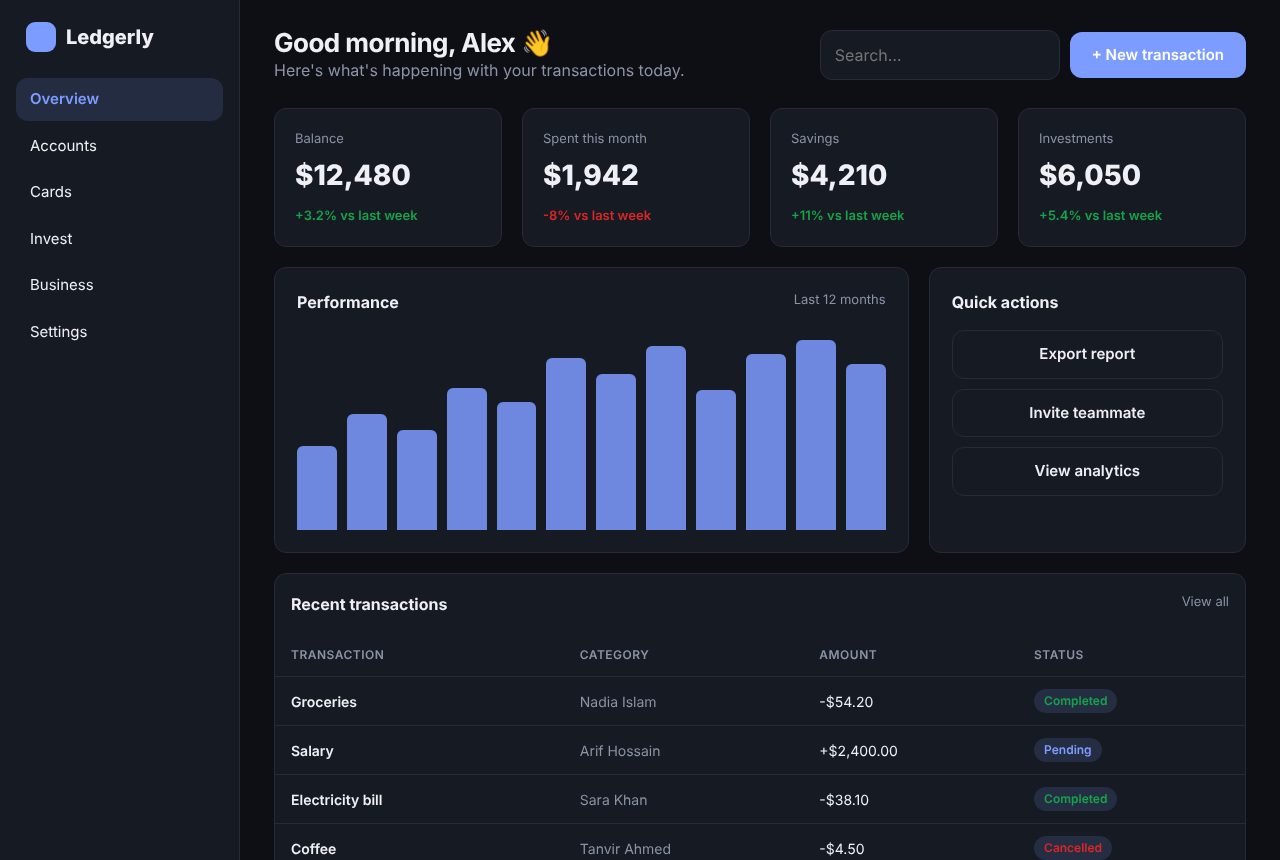 Ledgerly
Overview
Accounts
Cards
Invest
Business
Settings
Good morning, Alex 👋
Here's what's happening with your transactions today.
Search...
+ New transaction
Balance
$12,480
+3.2% vs last week
Spent this month
$1,942
-8% vs last week
Savings
$4,210
+11% vs last week
Investments
$6,050
+5.4% vs last week
Performance
Last 12 months
Quick actions
Export report
Invite teammate
View analytics
Recent transactions
View all
TRANSACTION CATEGORY AMOUNT STATUS
Groceries Nadia Islam -$54.20 Completed
Salary Arif Hossain +$2,400.00 Pending
Electricity bill Sara Khan -$38.10 Completed
Coffee Tanvir Ahmed -$4.50 Cancelled